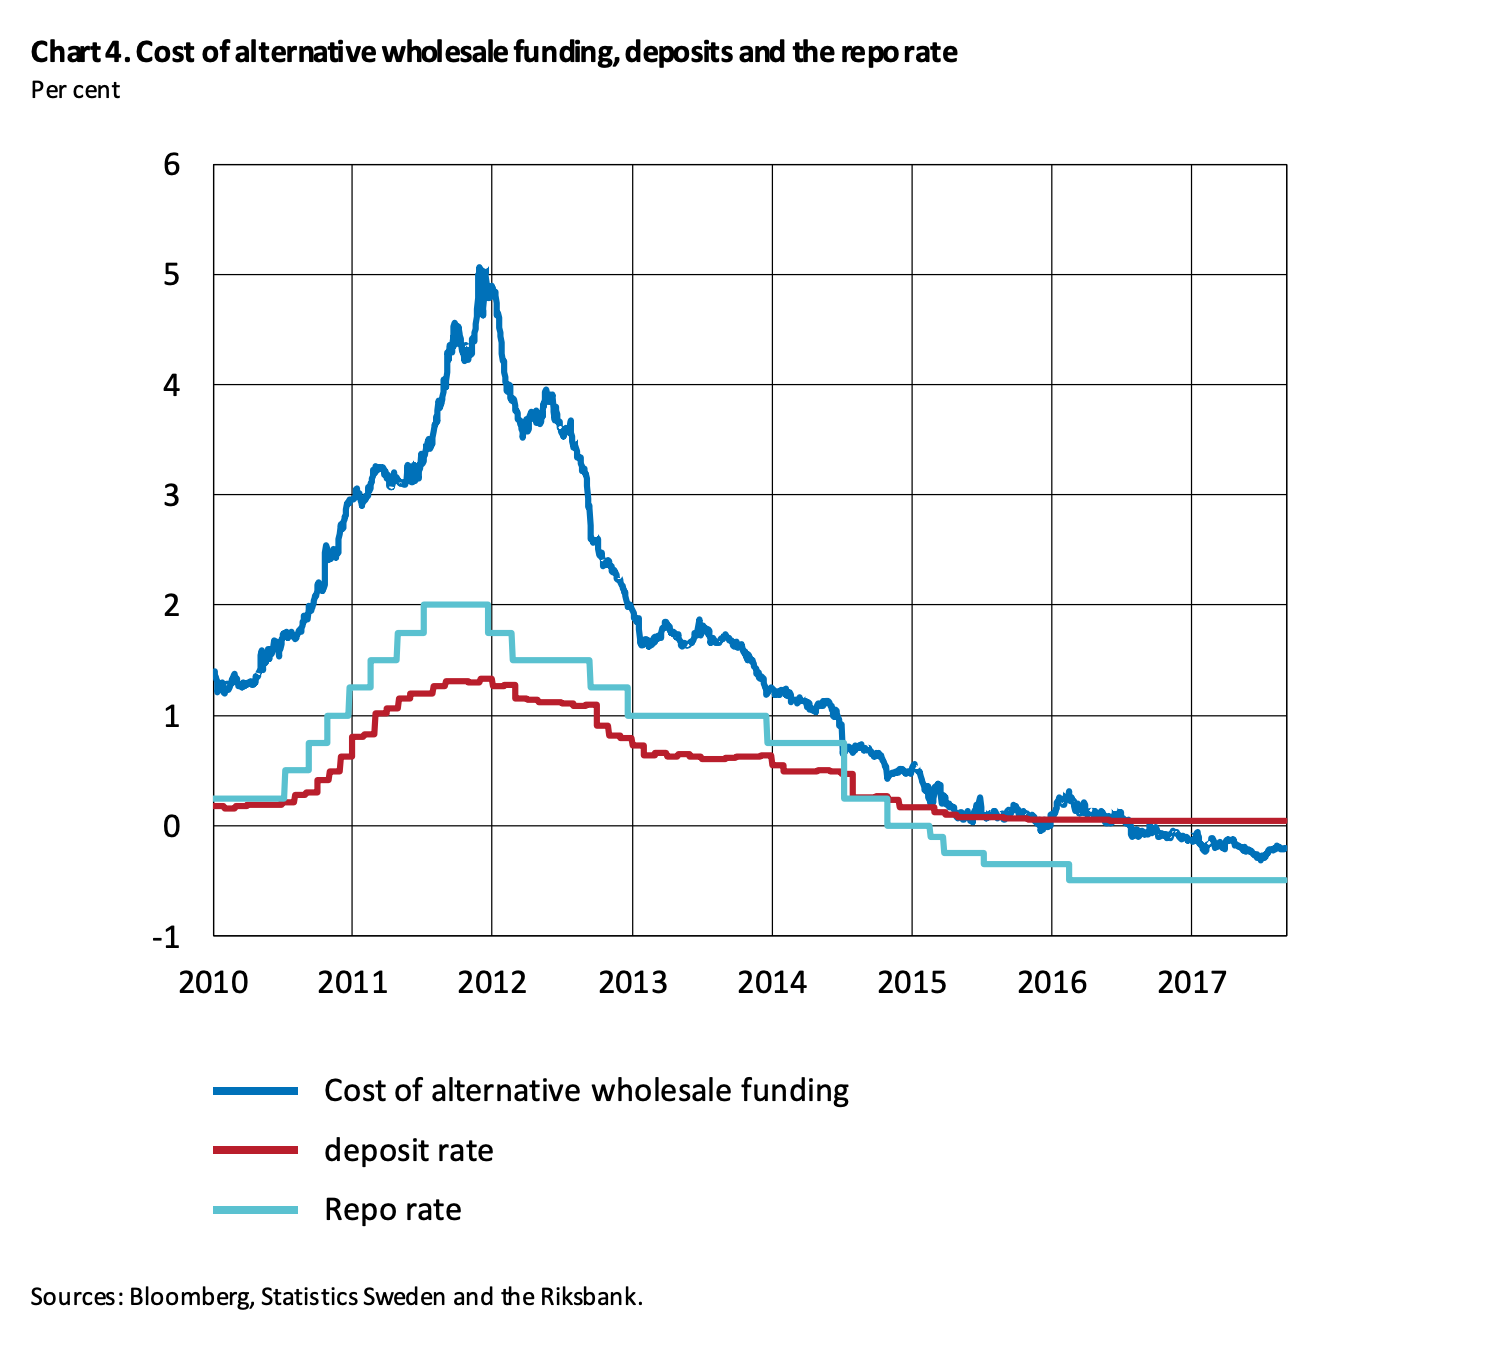 Chart 4. Cost of alternative wholesale funding, deposits and the repo rate
Per cent
6
5
4
3
2
1
0
-1
2010 2011 2012 2013 2014 2015 2016 2017
Cost of alternative wholesale funding
deposit rate
Repo rate
Sources: Bloomberg, Statistics Sweden and the Riksbank.